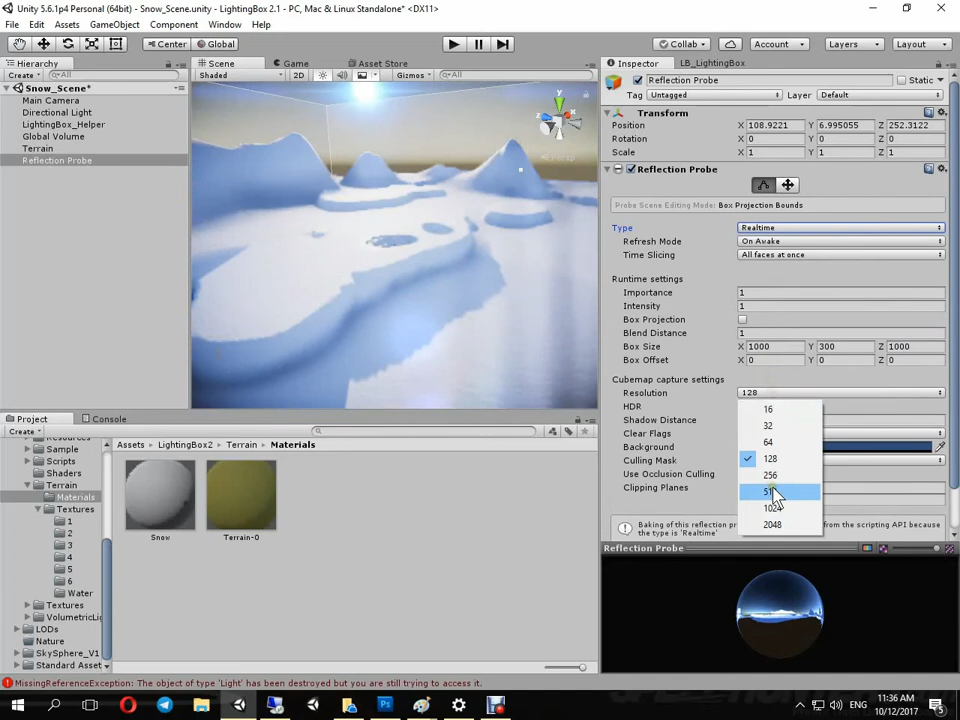 Unity 5.6.1p4 Personal (64bit) - Snow_Scene.unity - LightingBox 2.1 - PC, Mac & Linux Standalone* <DX11>
File Edit Assets GameObject Component Window Help
Center Global Collab Account Layers Layout
Hierarchy Scene Game Asset Store Inspector LB_LightingBox
Create All Shaded 2D Gizmos All Reflection Probe Static
Snow_Scene* Tag Untagged Layer Default
Main Camera
Directional Light
LightingBox_Helper
Global Volume
Terrain
Reflection Probe
y
x
Persp
Transform
Position X 108.9221 Y 6.995055 Z 252.3122
Rotation X 0 Y 0 Z 0
Scale X 1 Y 1 Z 1
Reflection Probe
Probe Scene Editing Mode: Box Projection Bounds
Type Realtime
Refresh Mode On Awake
Time Slicing All faces at once
Runtime settings
Importance 1
Intensity 1
Box Projection
Blend Distance 1
Box Size X 1000 Y 300 Z 1000
Box Offset X 0 Y 0 Z 0
Cubemap capture settings
Resolution 128
HDR
Shadow Distance
Clear Flags
Background
Culling Mask
Use Occlusion Culling
Clipping Planes
16
32
64
128
256
1024
2048
Baking of this reflection from the scripting API because
the type is 'Realtime'
Reflection Probe
Project Console
Create
Resources
Sample
Scripts
Shaders
Terrain
Materials
Textures
1
2
3
4
5
6
Water
Textures
VolumetricLi
LODs
Nature
SkySphere_V1
Standard Asset
Assets LightingBox2 Terrain Materials
Snow Terrain-0
MissingReferenceException: The object of type 'Light' has been destroyed but you are still trying to access it.
ENG 11:36 AM
10/12/2017
5